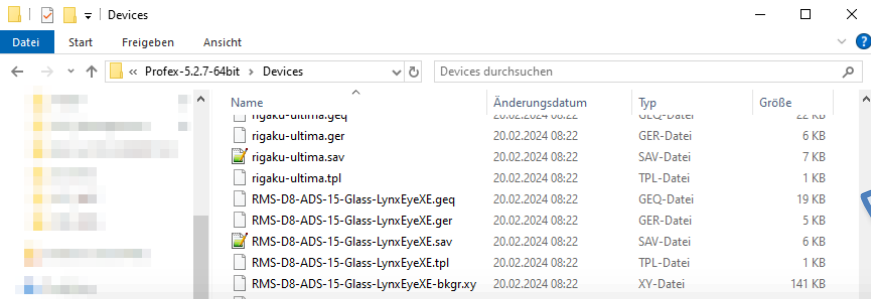 Devices
Datei Start Freigeben Ansicht
« Profex-5.2.7-64bit › Devices Devices durchsuchen
Name Änderungsdatum Typ Größe
rigaku-ultima.geq 20.02.2024 08:22 GEQ-Datei 22 KB
rigaku-ultima.ger 20.02.2024 08:22 GER-Datei 6 KB
rigaku-ultima.sav 20.02.2024 08:22 SAV-Datei 7 KB
rigaku-ultima.tpl 20.02.2024 08:22 TPL-Datei 1 KB
RMS-D8-ADS-15-Glass-LynxEyeXE.geq 20.02.2024 08:22 GEQ-Datei 19 KB
RMS-D8-ADS-15-Glass-LynxEyeXE.ger 20.02.2024 08:22 GER-Datei 5 KB
RMS-D8-ADS-15-Glass-LynxEyeXE.sav 20.02.2024 08:22 SAV-Datei 6 KB
RMS-D8-ADS-15-Glass-LynxEyeXE.tpl 20.02.2024 08:22 TPL-Datei 1 KB
RMS-D8-ADS-15-Glass-LynxEyeXE-bkgr.xy 20.02.2024 08:22 XY-Datei 141 KB